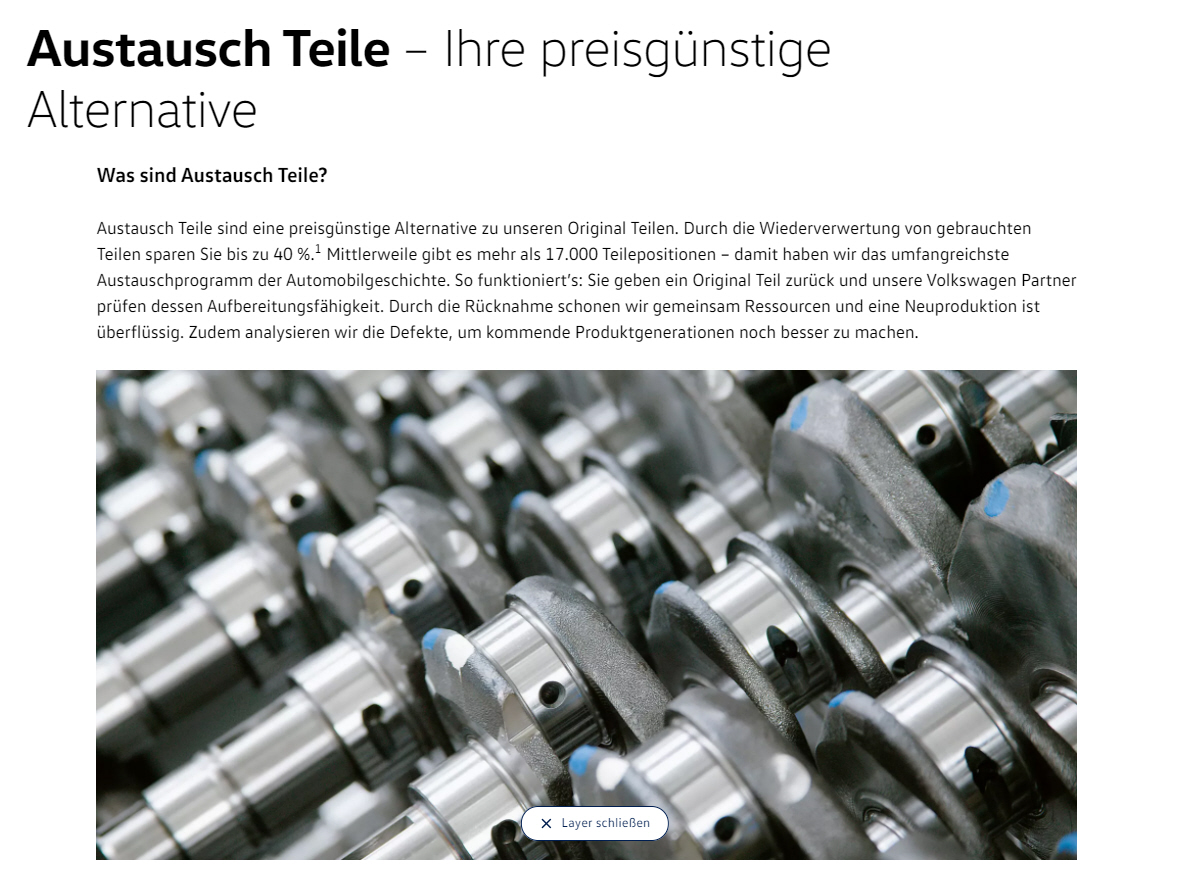 Austausch Teile – Ihre preisgünstige
Alternative
Was sind Austausch Teile?
Austausch Teile sind eine preisgünstige Alternative zu unseren Original Teilen. Durch die Wiederverwertung von gebrauchten
Teilen sparen Sie bis zu 40 %.¹ Mittlerweile gibt es mehr als 17.000 Teilepositionen – damit haben wir das umfangreichste
Austauschprogramm der Automobilgeschichte. So funktioniert’s: Sie geben ein Original Teil zurück und unsere Volkswagen Partner
prüfen dessen Aufbereitungsfähigkeit. Durch die Rücknahme schonen wir gemeinsam Ressourcen und eine Neuproduktion ist
überflüssig. Zudem analysieren wir die Defekte, um kommende Produktgenerationen noch besser zu machen.
Layer schließen